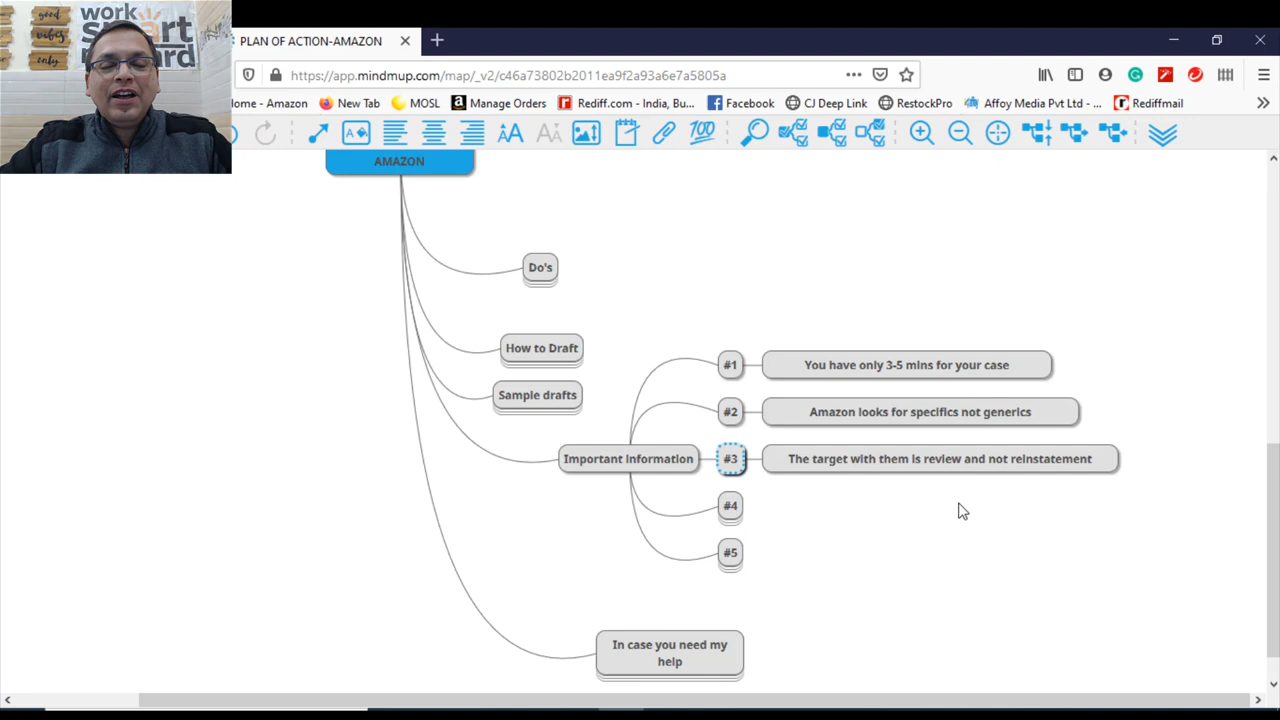 good
vibes
only
work
smart
PLAN OF ACTION-AMAZON
https://app.mindmup.com/map/_v2/c46a73802b2011ea9f2a93a6e7a5805a
Home - Amazon
New Tab
MOSL
Manage Orders
Rediff.com - India, Bu...
Facebook
CJ Deep Link
RestockPro
Affoy Media Pvt Ltd - ...
Rediffmail
AA
AA
100
AMAZON
Do's
How to Draft
Sample drafts
Important Information
#1
You have only 3-5 mins for your case
#2
Amazon looks for specifics not generics
#3
The target with them is review and not reinstatement
#4
#5
In case you need my
help